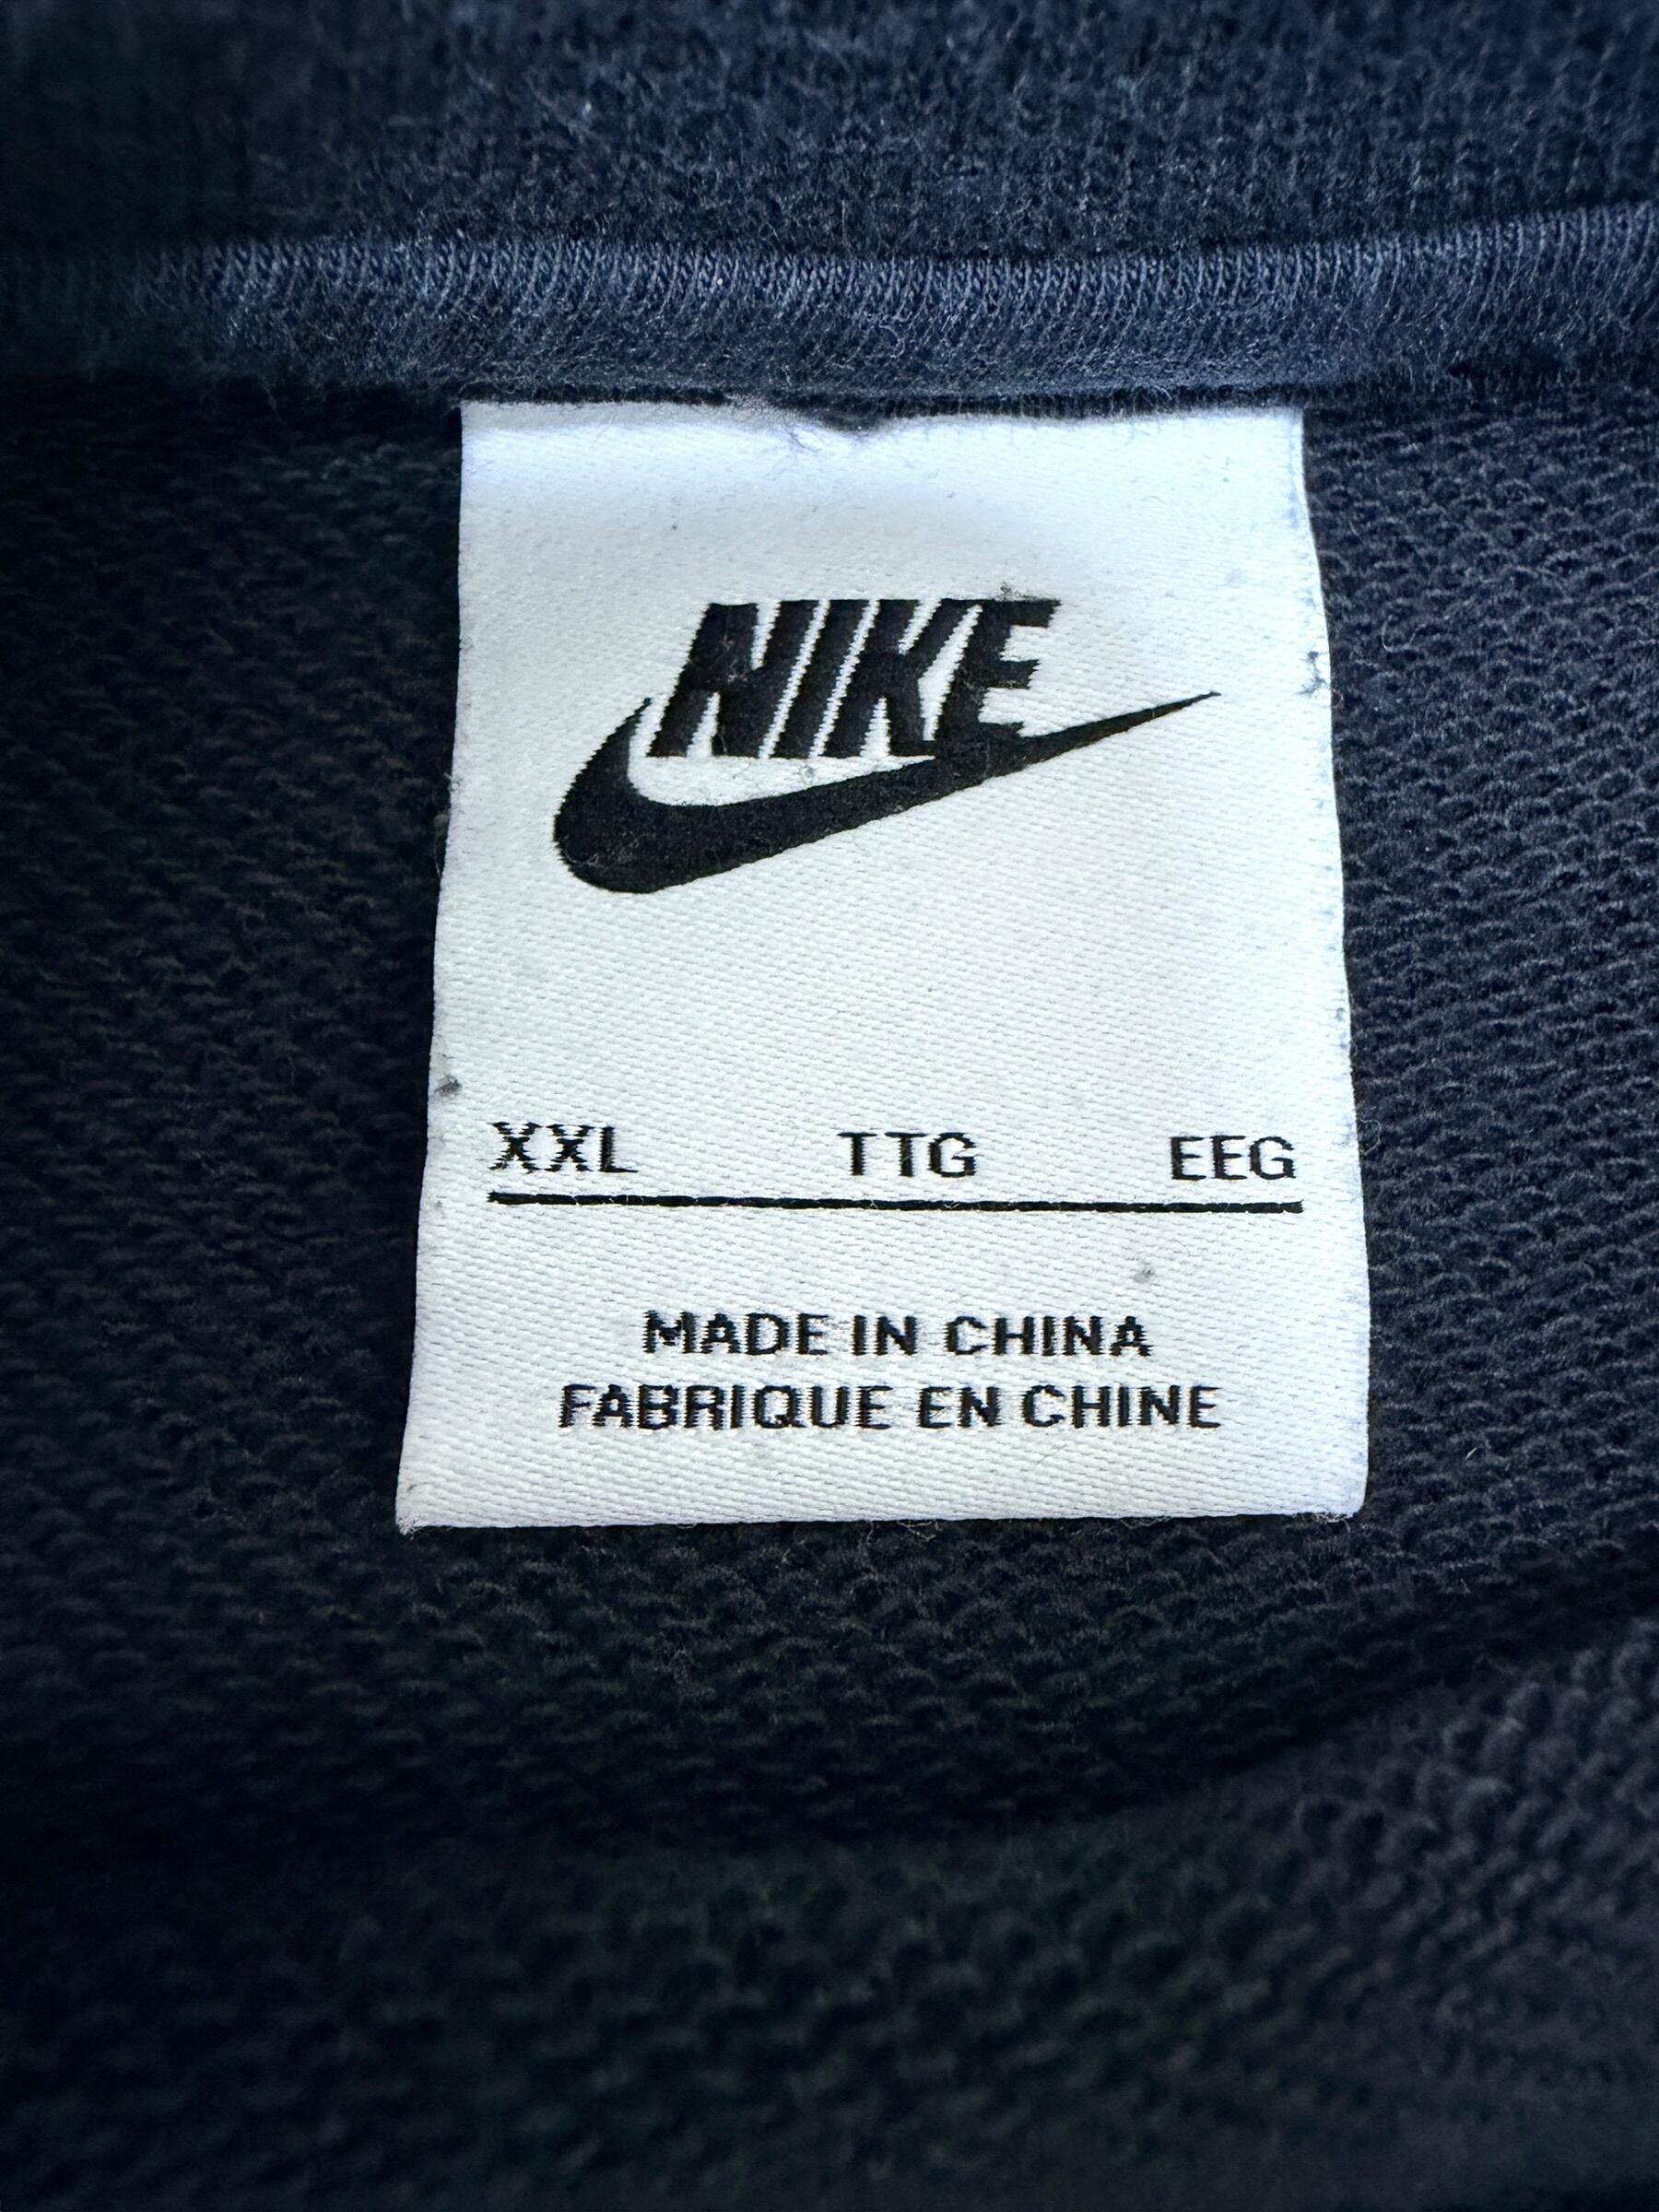 NIKE
XXL TTG EEG
MADE IN CHINA
FABRIQUE EN CHINE